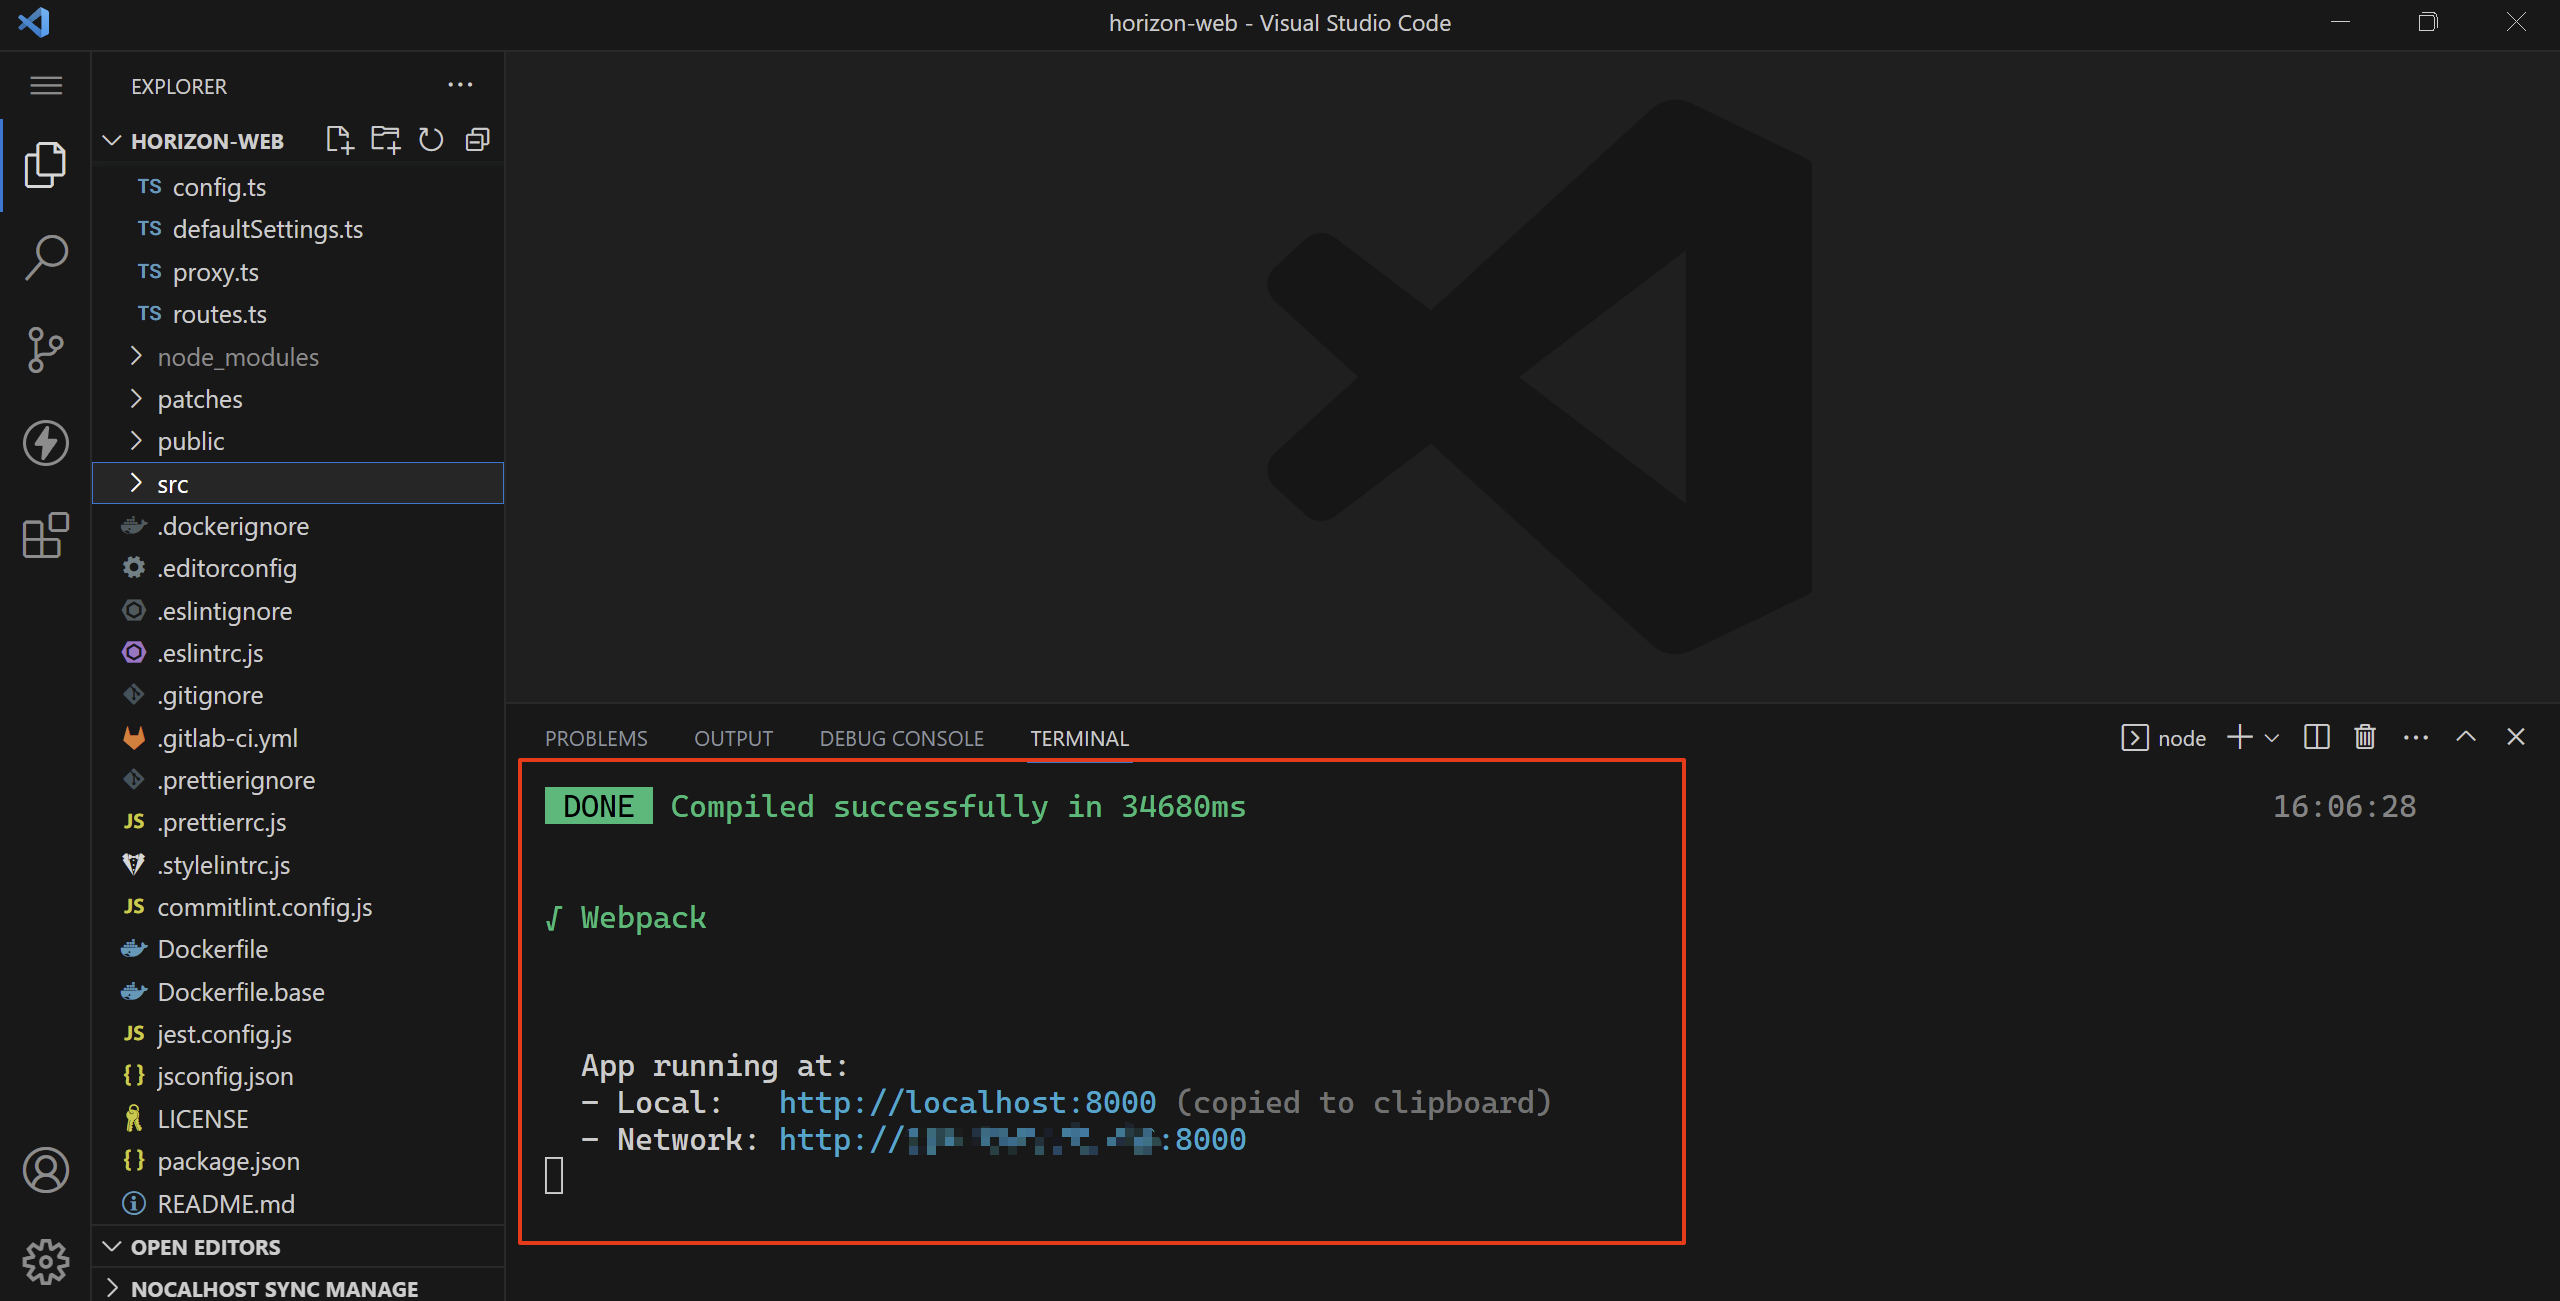 horizon-web - Visual Studio Code
EXPLORER
HORIZON-WEB
TS config.ts
TS defaultSettings.ts
TS proxy.ts
TS routes.ts
node_modules
patches
public
src
.dockerignore
.editorconfig
.eslintignore
.eslintrc.js
.gitignore
.gitlab-ci.yml
.prettierignore
JS .prettierrc.js
.stylelintrc.js
JS commitlint.config.js
Dockerfile
Dockerfile.base
JS jest.config.js
{} jsconfig.json
LICENSE
{} package.json
README.md
OPEN EDITORS
NOCALHOST SYNC MANAGE
PROBLEMS OUTPUT DEBUG CONSOLE TERMINAL node
DONE Compiled successfully in 34680ms 16:06:28
√ Webpack
App running at:
- Local: http://localhost:8000 (copied to clipboard)
- Network: http:// :8000